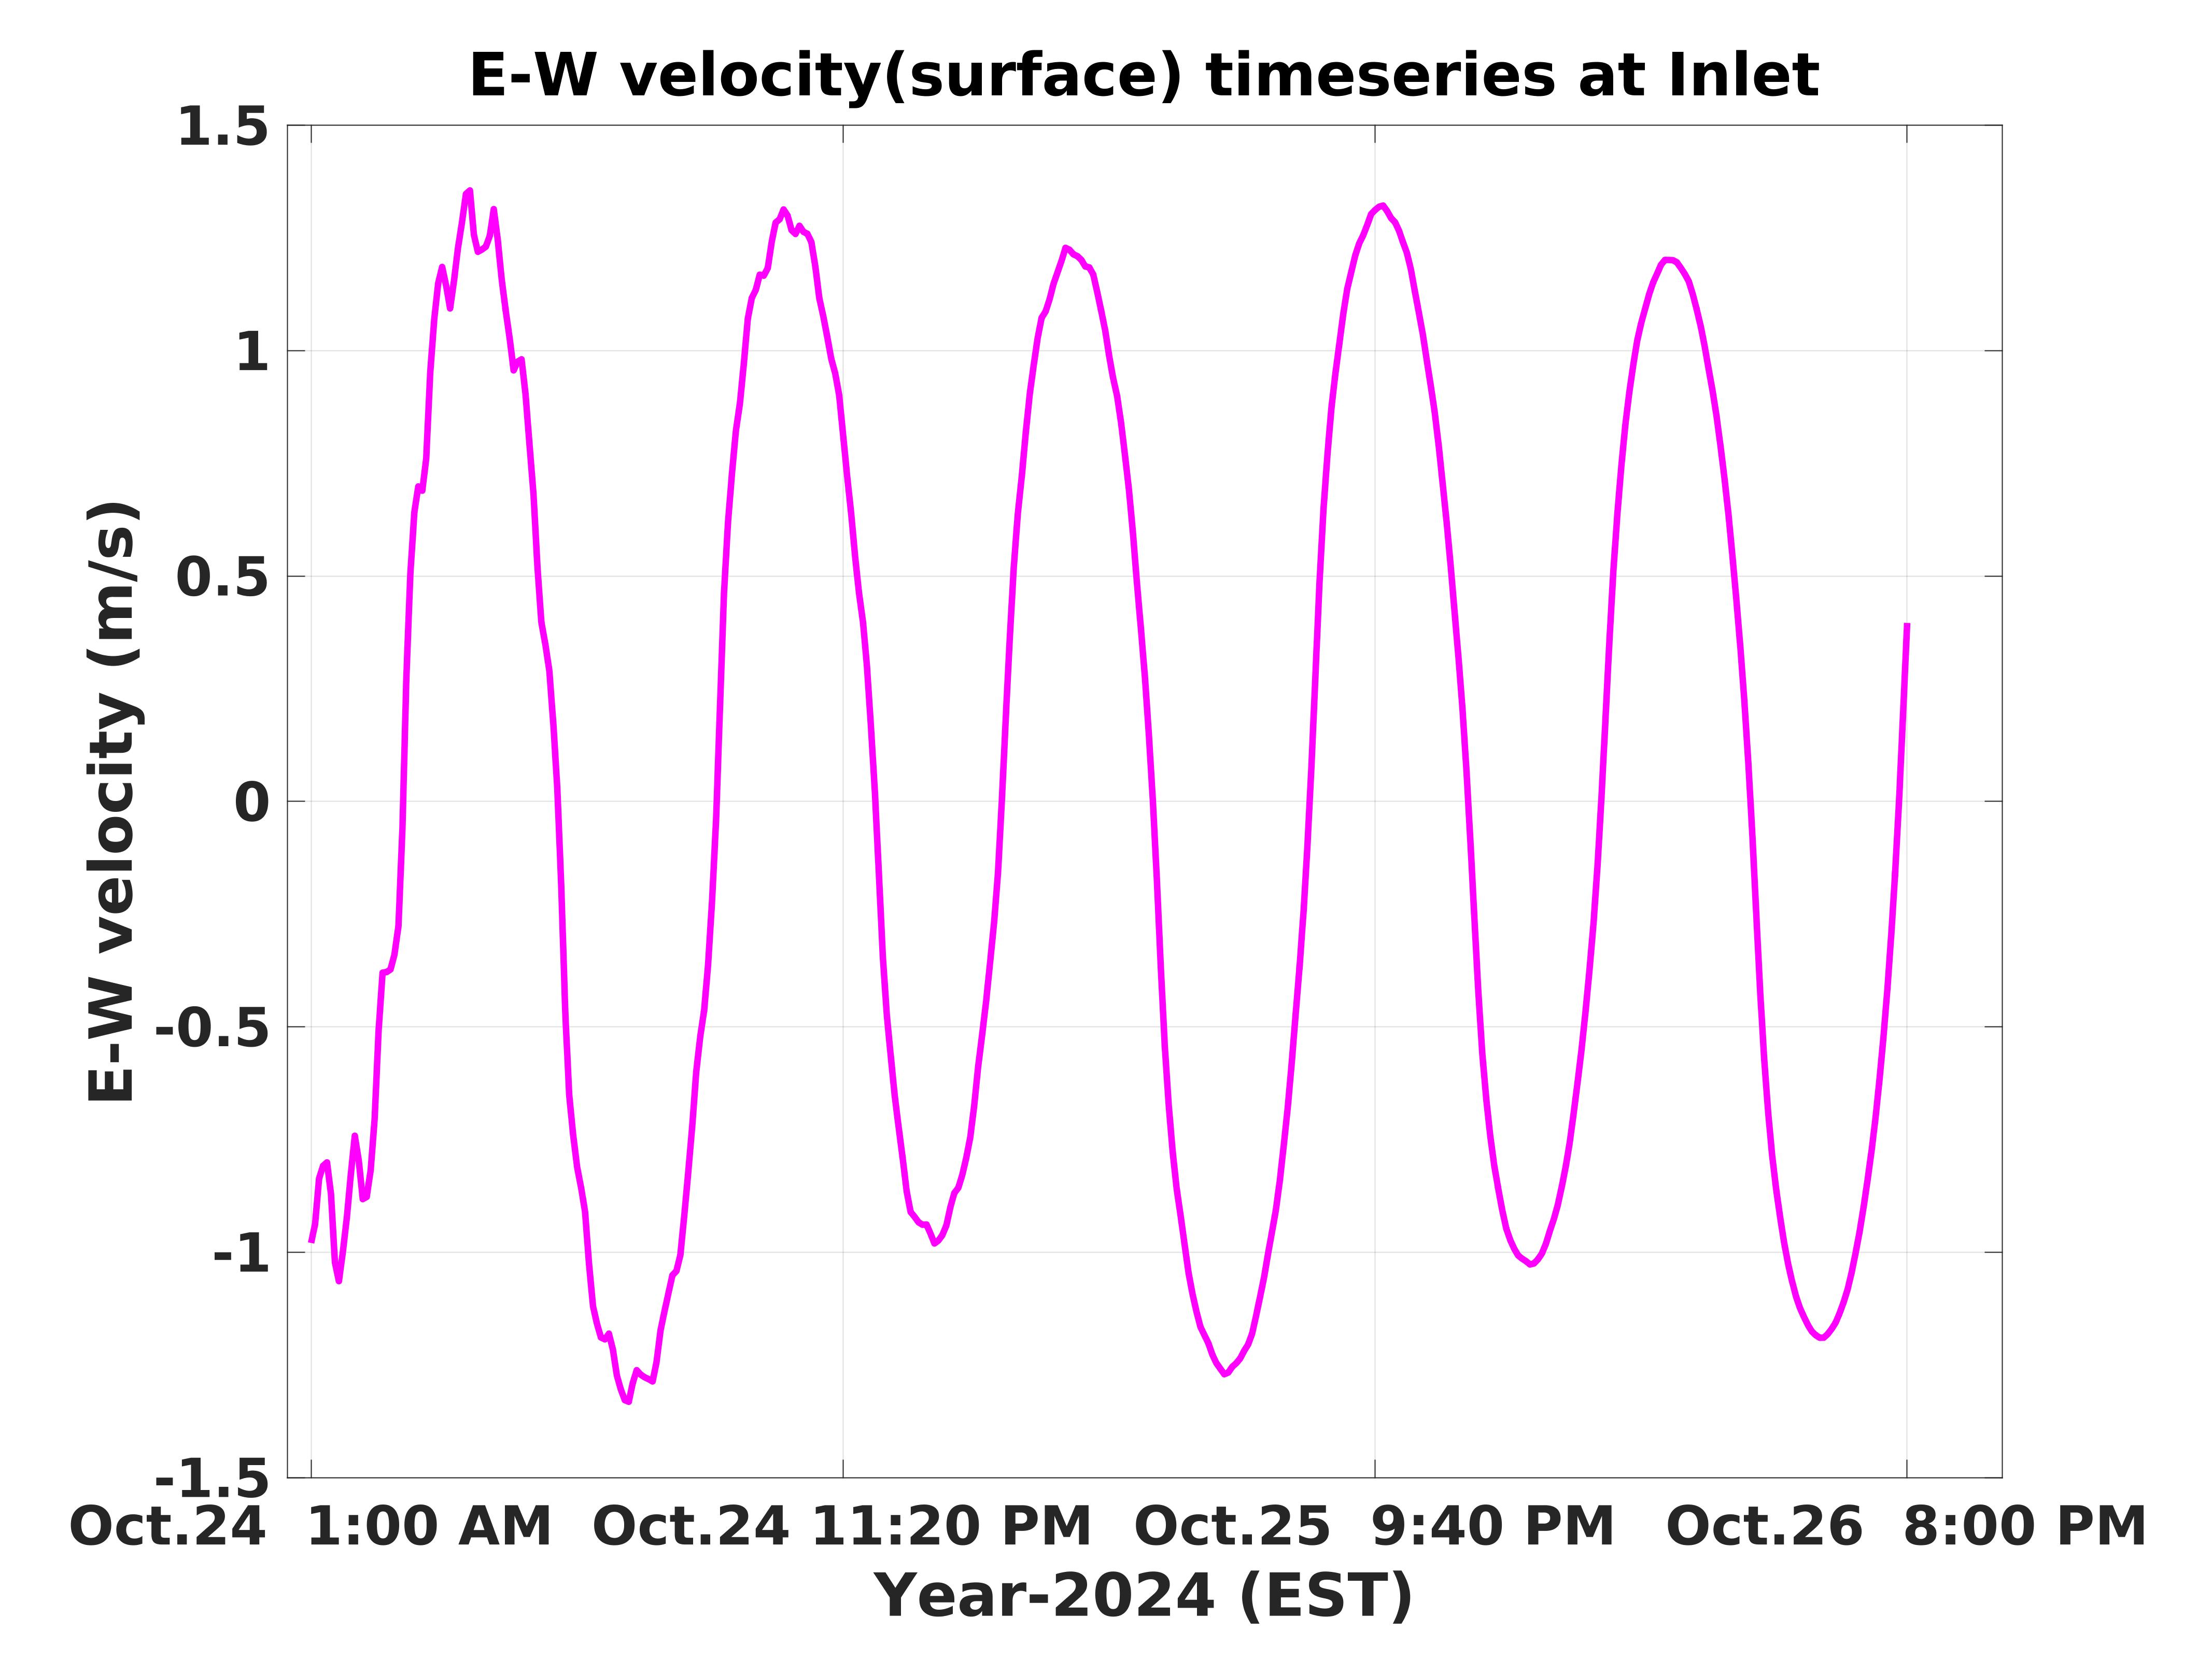 E-W velocity(surface) timeseries at Inlet
1.5
1
0.5
0
-0.5
-1
-1.5
E-W velocity (m/s)
Oct.24 1:00 AM Oct.24 11:20 PM Oct.25 9:40 PM Oct.26 8:00 PM
Year-2024 (EST)